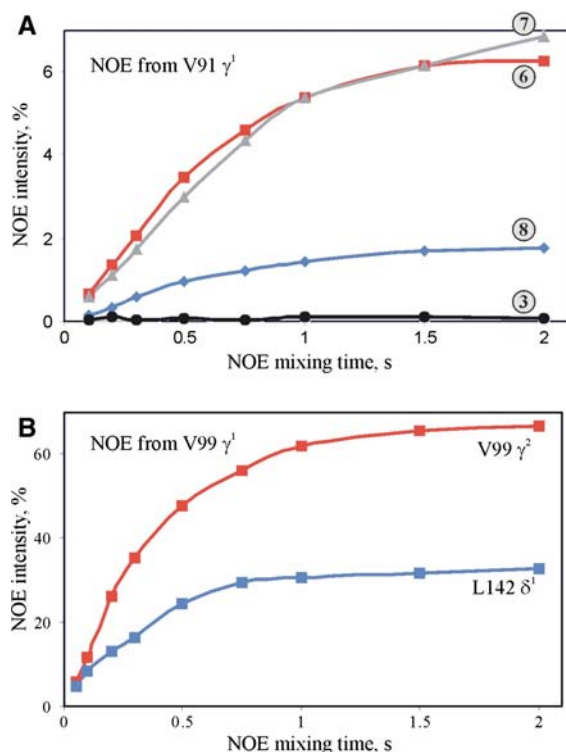 A
NOE from V91 γ¹
7
6
8
3
NOE intensity, %
6
4
2
0
0 0.5 1 1.5 2
NOE mixing time, s
B
NOE from V99 γ¹
V99 γ²
L142 δ¹
NOE intensity, %
60
40
20
0
0 0.5 1 1.5 2
NOE mixing time, s